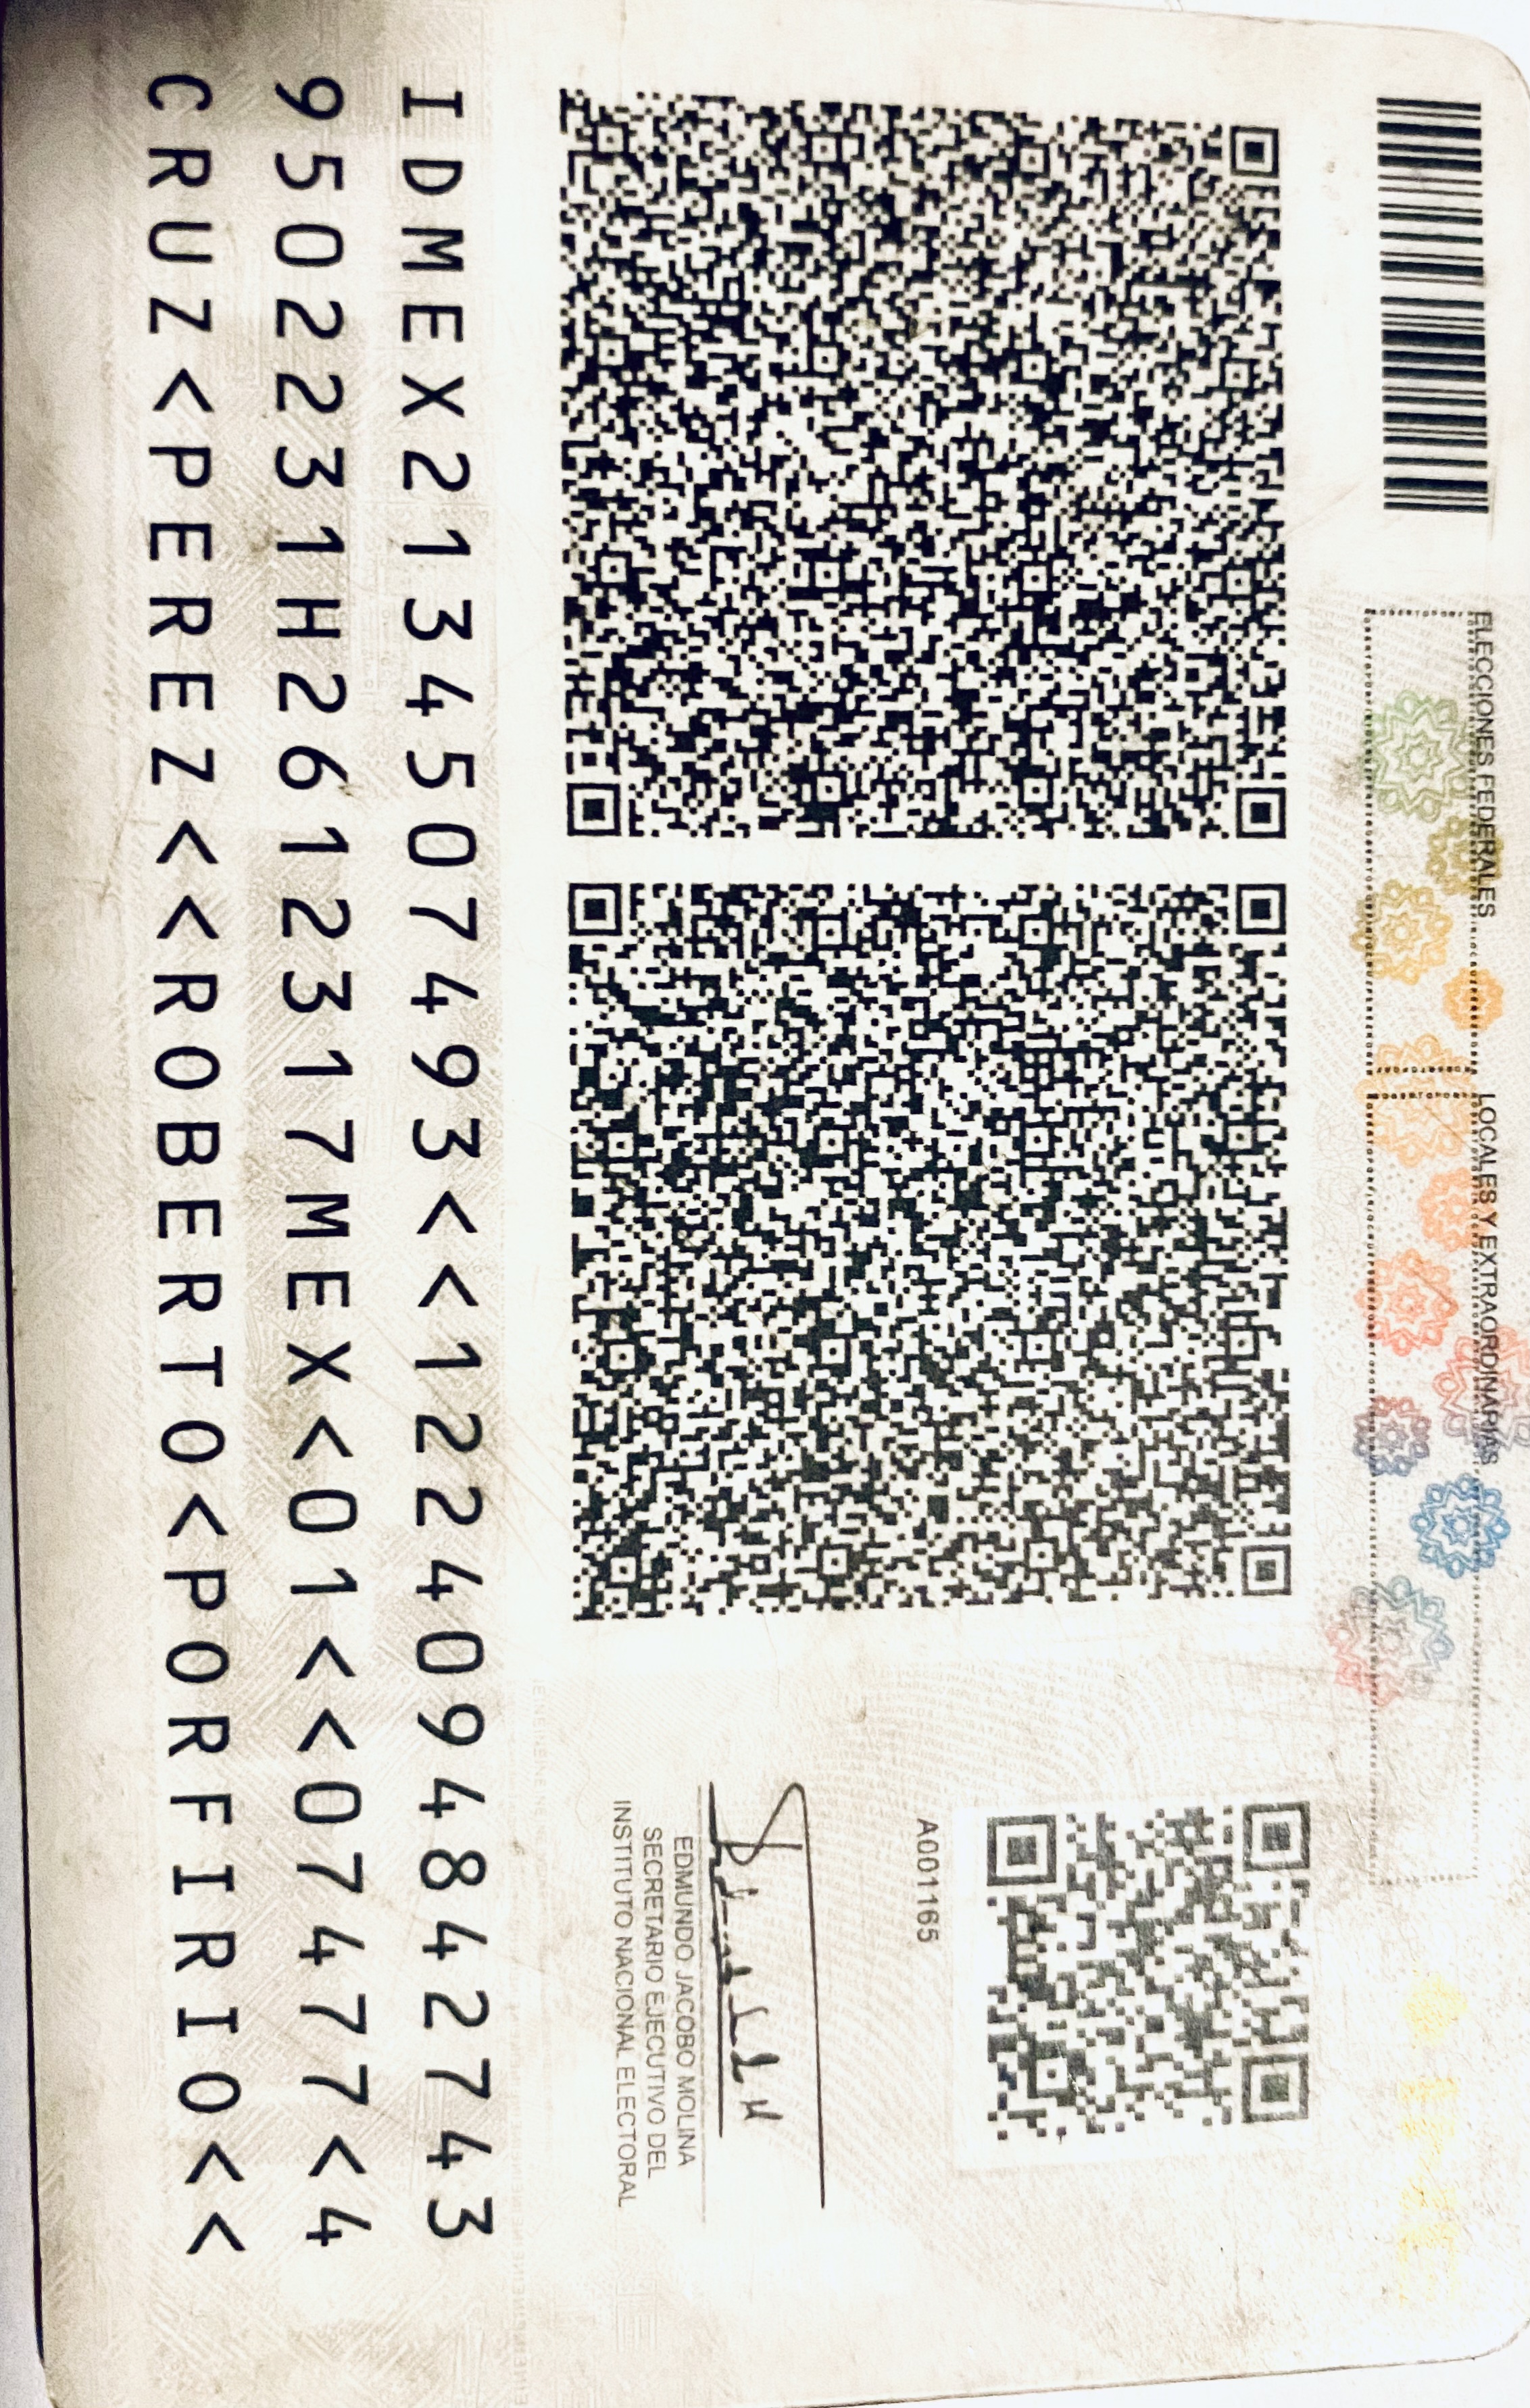 ELECCIONES FEDERALES
LOCALES Y EXTRAORDINARIAS
A001165
EDMUNDO JACOBO MOLINA
SECRETARIO EJECUTIVO DEL
INSTITUTO NACIONAL ELECTORAL
IDMEX2134507493<<1224094842743
9502231H2612317MEX<01<<07477<4
CRUZ<PEREZ<<ROBERTO<PORFIRIO<<